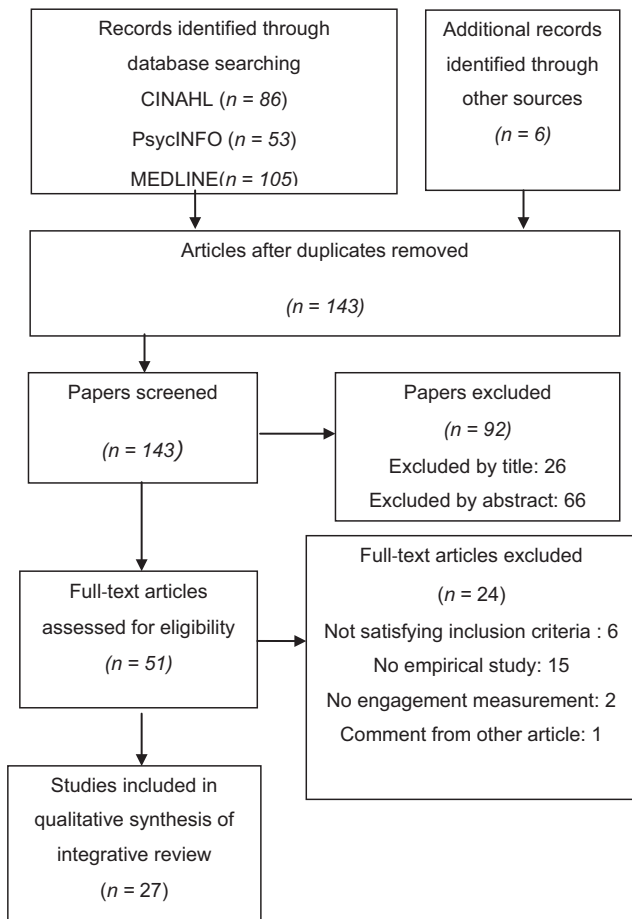 Records identified through
database searching
CINAHL (n = 86)
PsycINFO (n = 53)
MEDLINE(n = 105)
Additional records
identified through
other sources
(n = 6)
Articles after duplicates removed
(n = 143)
Papers screened
(n = 143)
Papers excluded
(n = 92)
Excluded by title: 26
Excluded by abstract: 66
Full-text articles
assessed for eligibility
(n = 51)
Full-text articles excluded
(n = 24)
Not satisfying inclusion criteria : 6
No empirical study: 15
No engagement measurement: 2
Comment from other article: 1
Studies included in
qualitative synthesis of
integrative review
(n = 27)